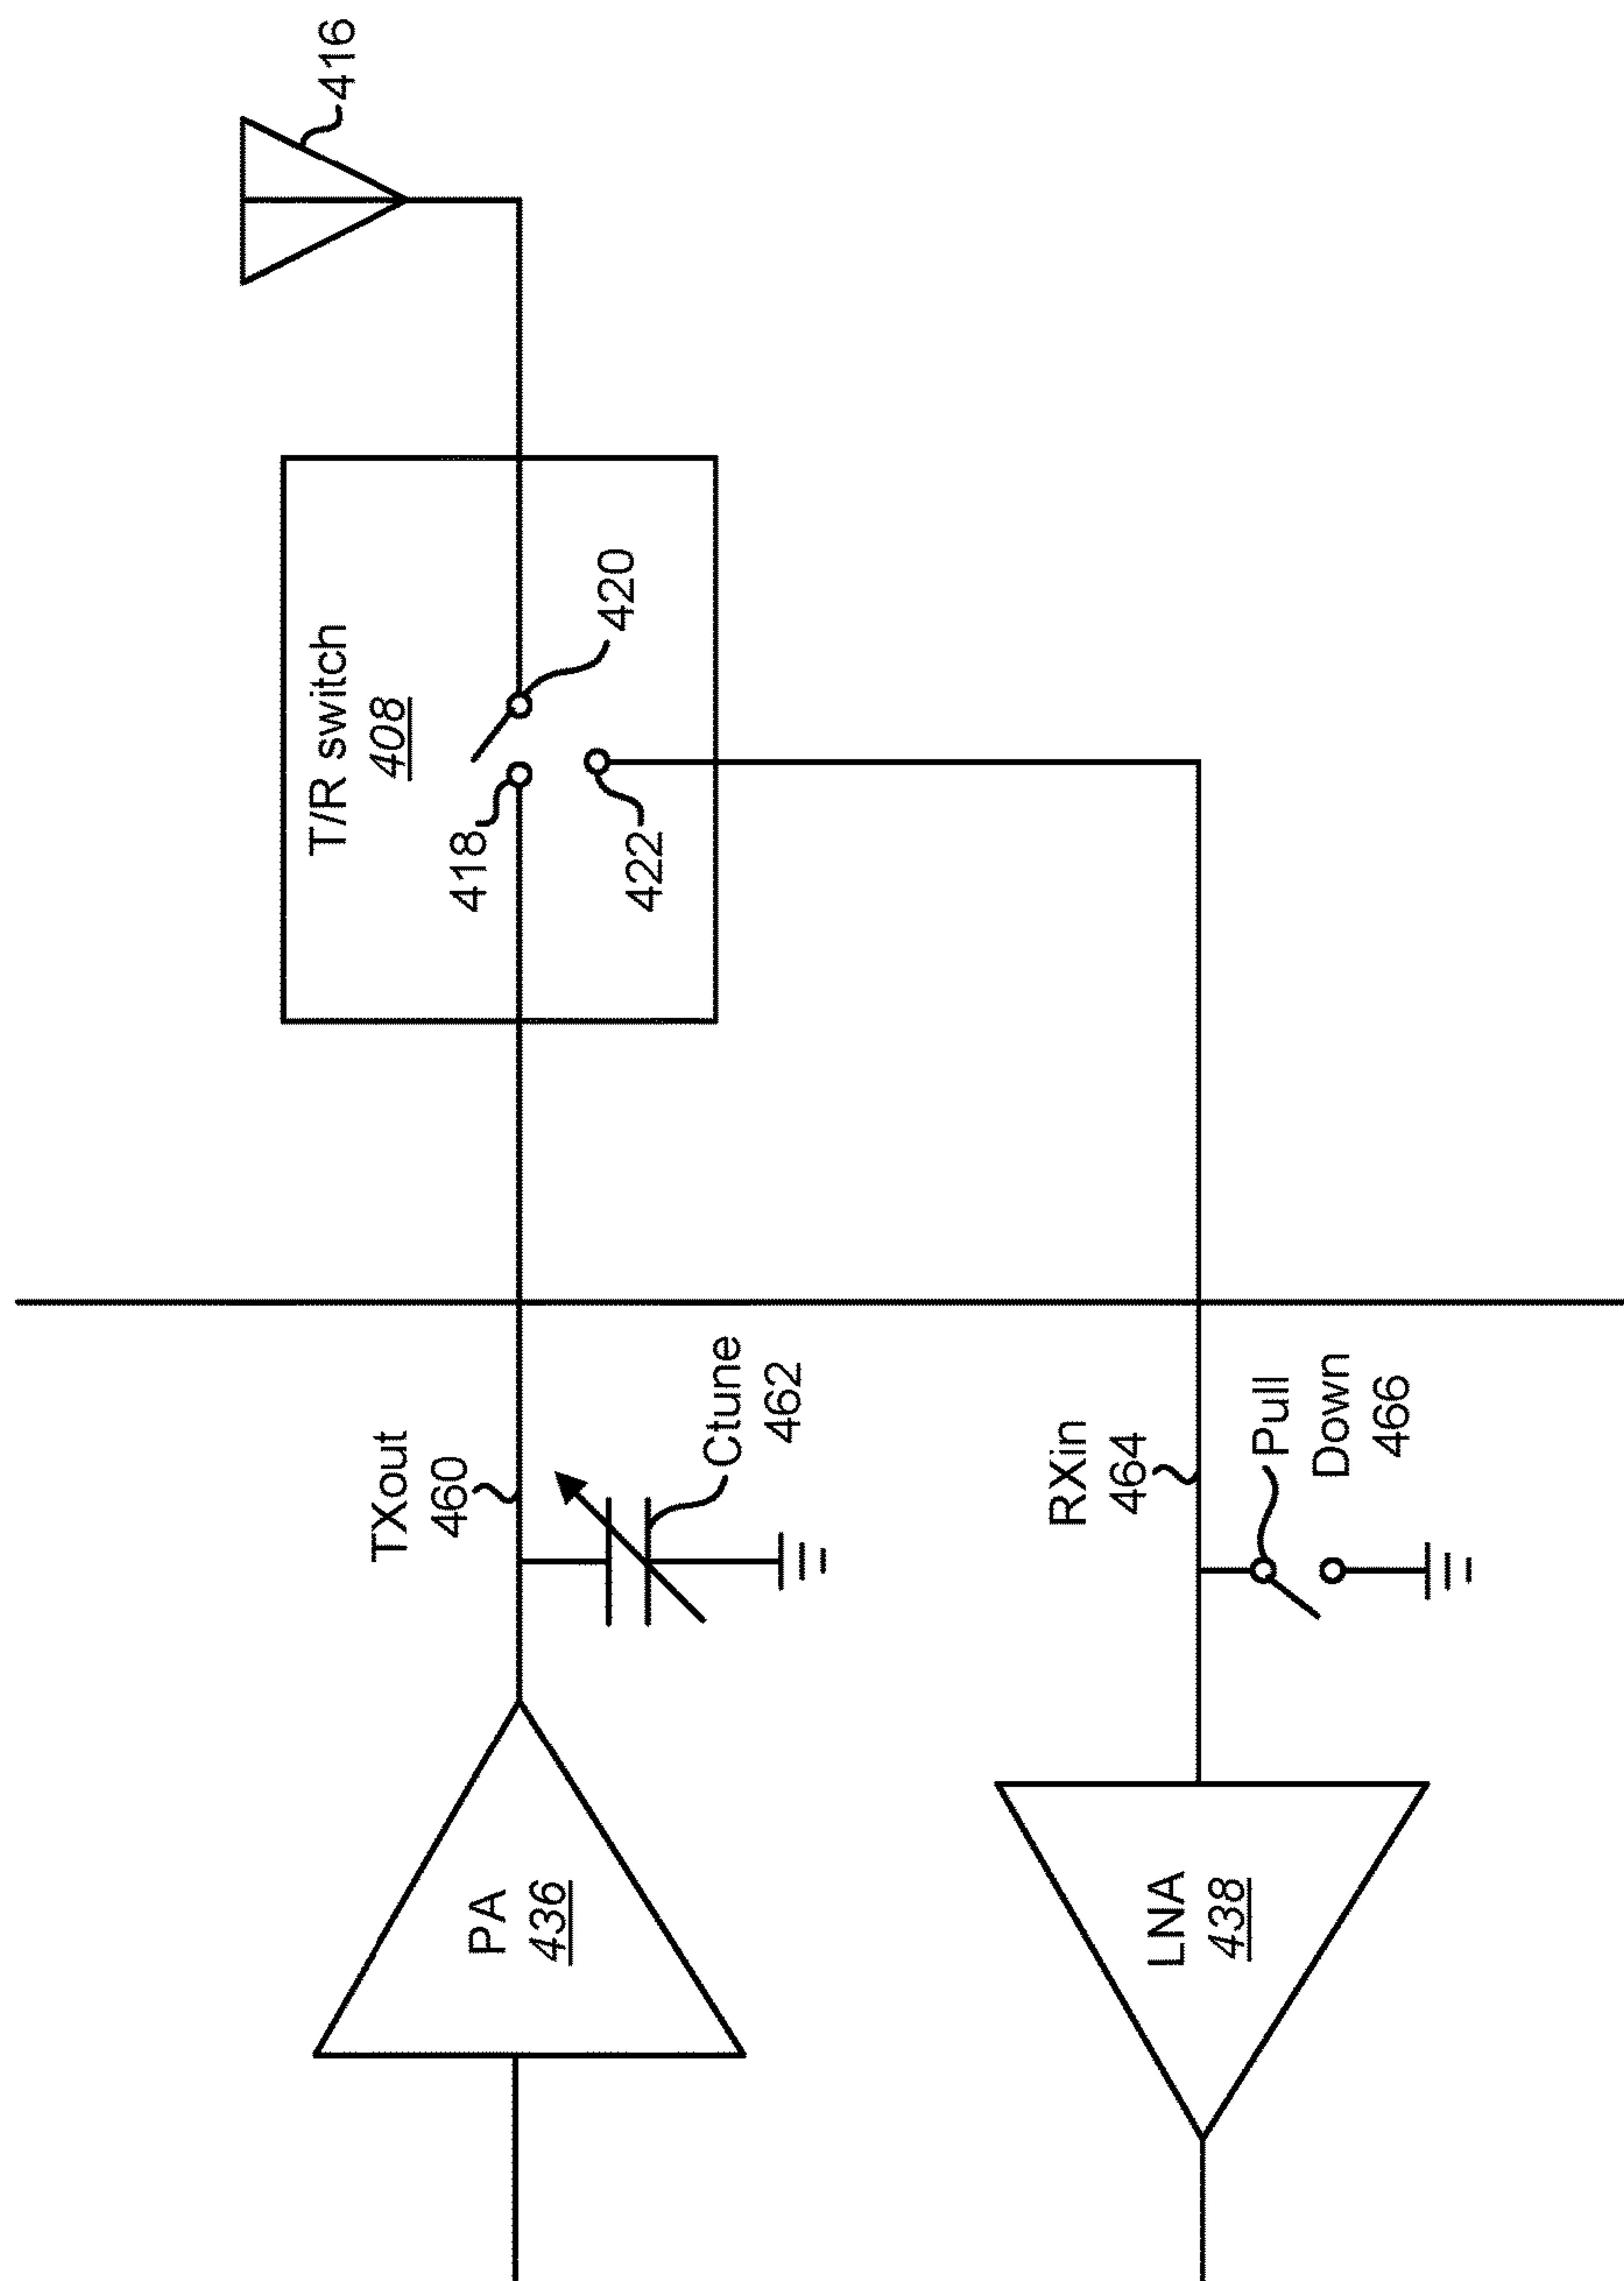 416
T/R switch
408
418
420
422
TXout
460
Ctune
462
PA
436
RXin
464
Pull
Down
466
LNA
438